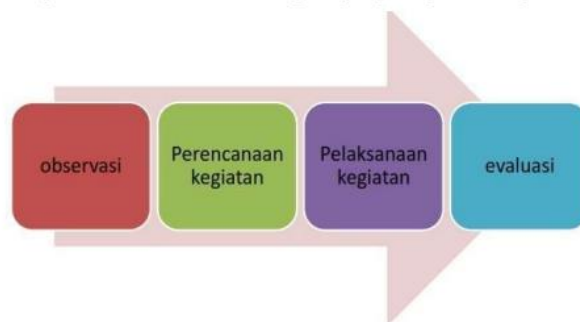 observasi
Perencanaan
kegiatan
Pelaksanaan
kegiatan
evaluasi